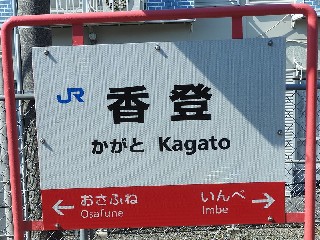 JR 香登
かがと Kagato
← おさふね いんべ →
Osafune Imbe